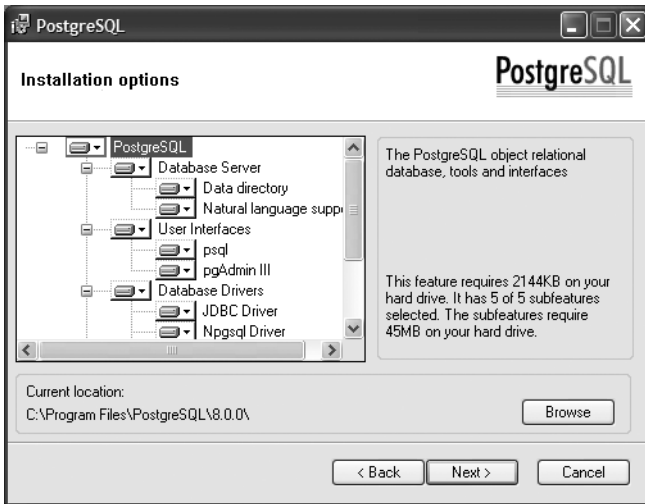 PostgreSQL
Installation options
PostgreSQL
PostgreSQL
Database Server
Data directory
Natural language supp
User Interfaces
psql
pgAdmin III
Database Drivers
JDBC Driver
Npgsql Driver
The PostgreSQL object relational
database, tools and interfaces
This feature requires 2144KB on your
hard drive. It has 5 of 5 subfeatures
selected. The subfeatures require
45MB on your hard drive.
Current location:
C:\Program Files\PostgreSQL\8.0.0\
Browse
< Back
Next >
Cancel